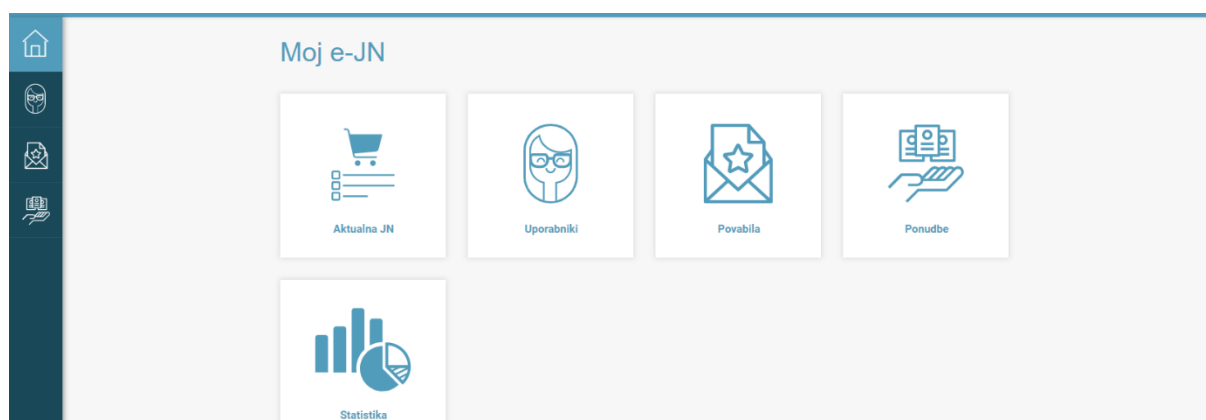 Moj e-JN
Aktualna JN
Uporabniki
Povabila
Ponudbe
Statistika